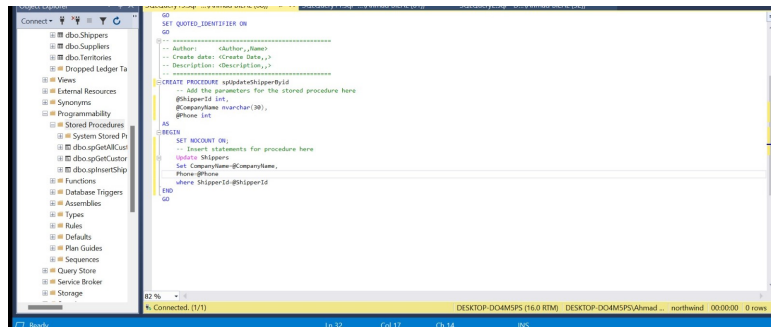 Object Explorer
Connect
dbo.Shippers
dbo.Suppliers
dbo.Territories
Dropped Ledger Ta
Views
External Resources
Synonyms
Programmability
Stored Procedures
System Stored Pr
dbo.spGetAllCust
dbo.spGetCustor
dbo.spInsertShip
Functions
Database Triggers
Assemblies
Types
Rules
Defaults
Plan Guides
Sequences
Query Store
Service Broker
Storage
GO
SET QUOTED_IDENTIFIER ON
GO
-- =============================================
-- Author: <Author,,Name>
-- Create date: <Create Date,,>
-- Description: <Description,,>
-- =============================================
CREATE PROCEDURE spUpdateShipperByid
-- Add the parameters for the stored procedure here
@ShipperId int,
@CompanyName nvarchar(30),
@Phone int
AS
BEGIN
SET NOCOUNT ON;
-- Insert statements for procedure here
Update Shippers
Set CompanyName=@CompanyName,
Phone=@Phone
where ShipperId=@ShipperId
END
GO
82 %
Connected. (1/1)
DESKTOP-DO4M5PS (16.0 RTM) DESKTOP-DO4M5PS\Ahmad ... northwind 00:00:00 0 rows
Ready Ln 32 Col 17 Ch 14 INS